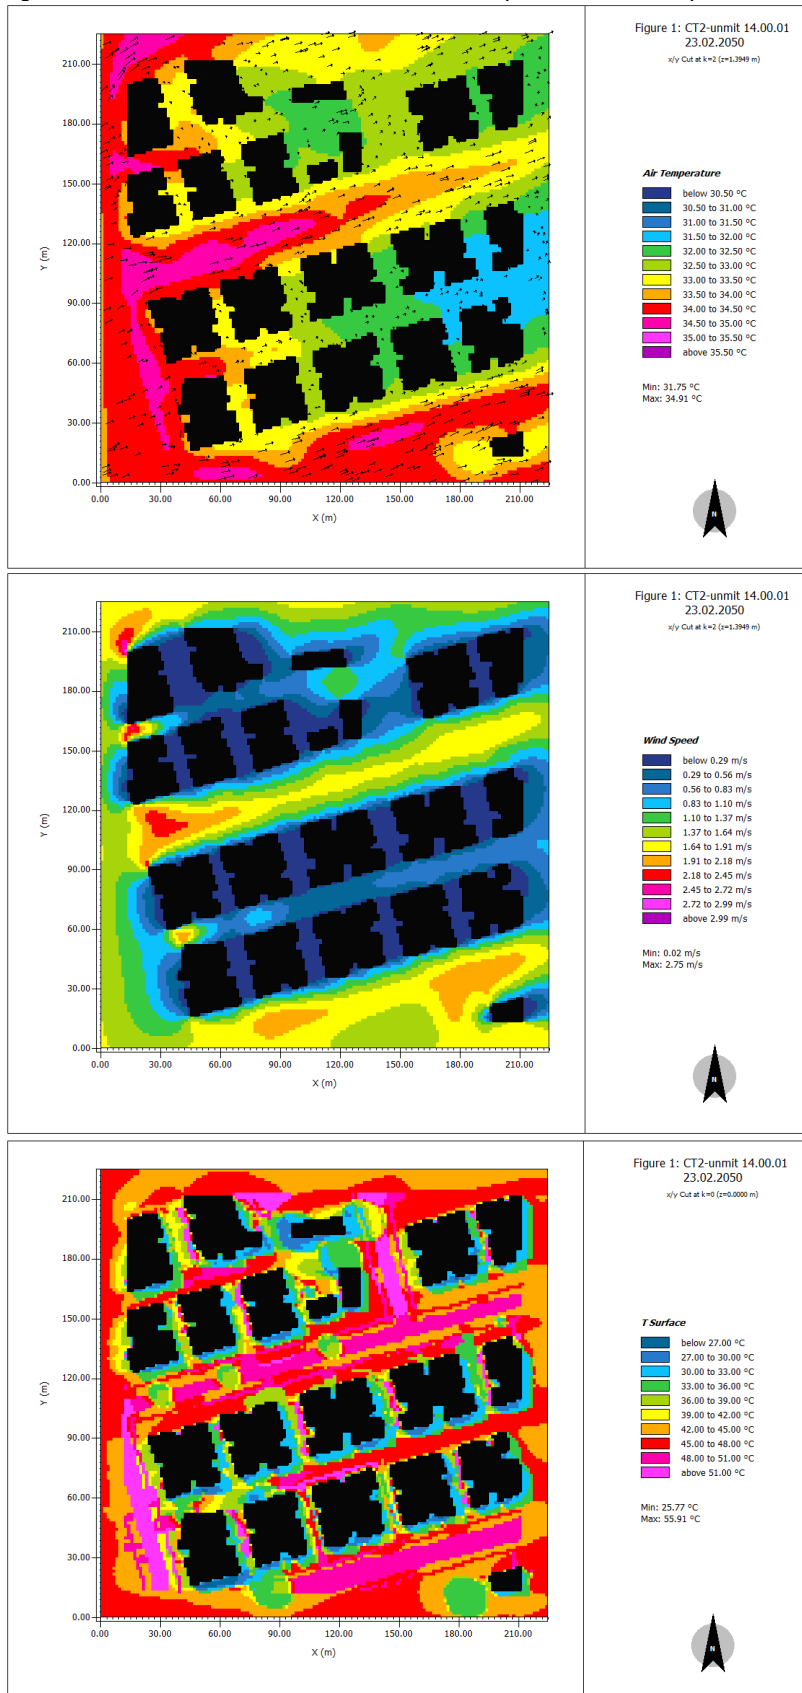 Figure 1: CT2-unmit 14.00.01
23.02.2050
x/y Cut at k=2 (z=1.3949 m)
210.00
180.00
150.00
120.00
90.00
60.00
30.00
0.00
Y (m)
0.00 30.00 60.00 90.00 120.00 150.00 180.00 210.00
X (m)
Air Temperature
below 30.50 °C
30.50 to 31.00 °C
31.00 to 31.50 °C
31.50 to 32.00 °C
32.00 to 32.50 °C
32.50 to 33.00 °C
33.00 to 33.50 °C
33.50 to 34.00 °C
34.00 to 34.50 °C
34.50 to 35.00 °C
35.00 to 35.50 °C
above 35.50 °C
Min: 31.75 °C
Max: 34.91 °C
N
Figure 1: CT2-unmit 14.00.01
23.02.2050
x/y Cut at k=2 (z=1.3949 m)
210.00
180.00
150.00
120.00
90.00
60.00
30.00
0.00
Y (m)
0.00 30.00 60.00 90.00 120.00 150.00 180.00 210.00
X (m)
Wind Speed
below 0.29 m/s
0.29 to 0.56 m/s
0.56 to 0.83 m/s
0.83 to 1.10 m/s
1.10 to 1.37 m/s
1.37 to 1.64 m/s
1.64 to 1.91 m/s
1.91 to 2.18 m/s
2.18 to 2.45 m/s
2.45 to 2.72 m/s
2.72 to 2.99 m/s
above 2.99 m/s
Min: 0.02 m/s
Max: 2.75 m/s
N
Figure 1: CT2-unmit 14.00.01
23.02.2050
x/y Cut at k=0 (z=0.0000 m)
210.00
180.00
150.00
120.00
90.00
60.00
30.00
0.00
Y (m)
0.00 30.00 60.00 90.00 120.00 150.00 180.00 210.00
X (m)
T Surface
below 27.00 °C
27.00 to 30.00 °C
30.00 to 33.00 °C
33.00 to 36.00 °C
36.00 to 39.00 °C
39.00 to 42.00 °C
42.00 to 45.00 °C
45.00 to 48.00 °C
48.00 to 51.00 °C
above 51.00 °C
Min: 25.77 °C
Max: 55.91 °C
N